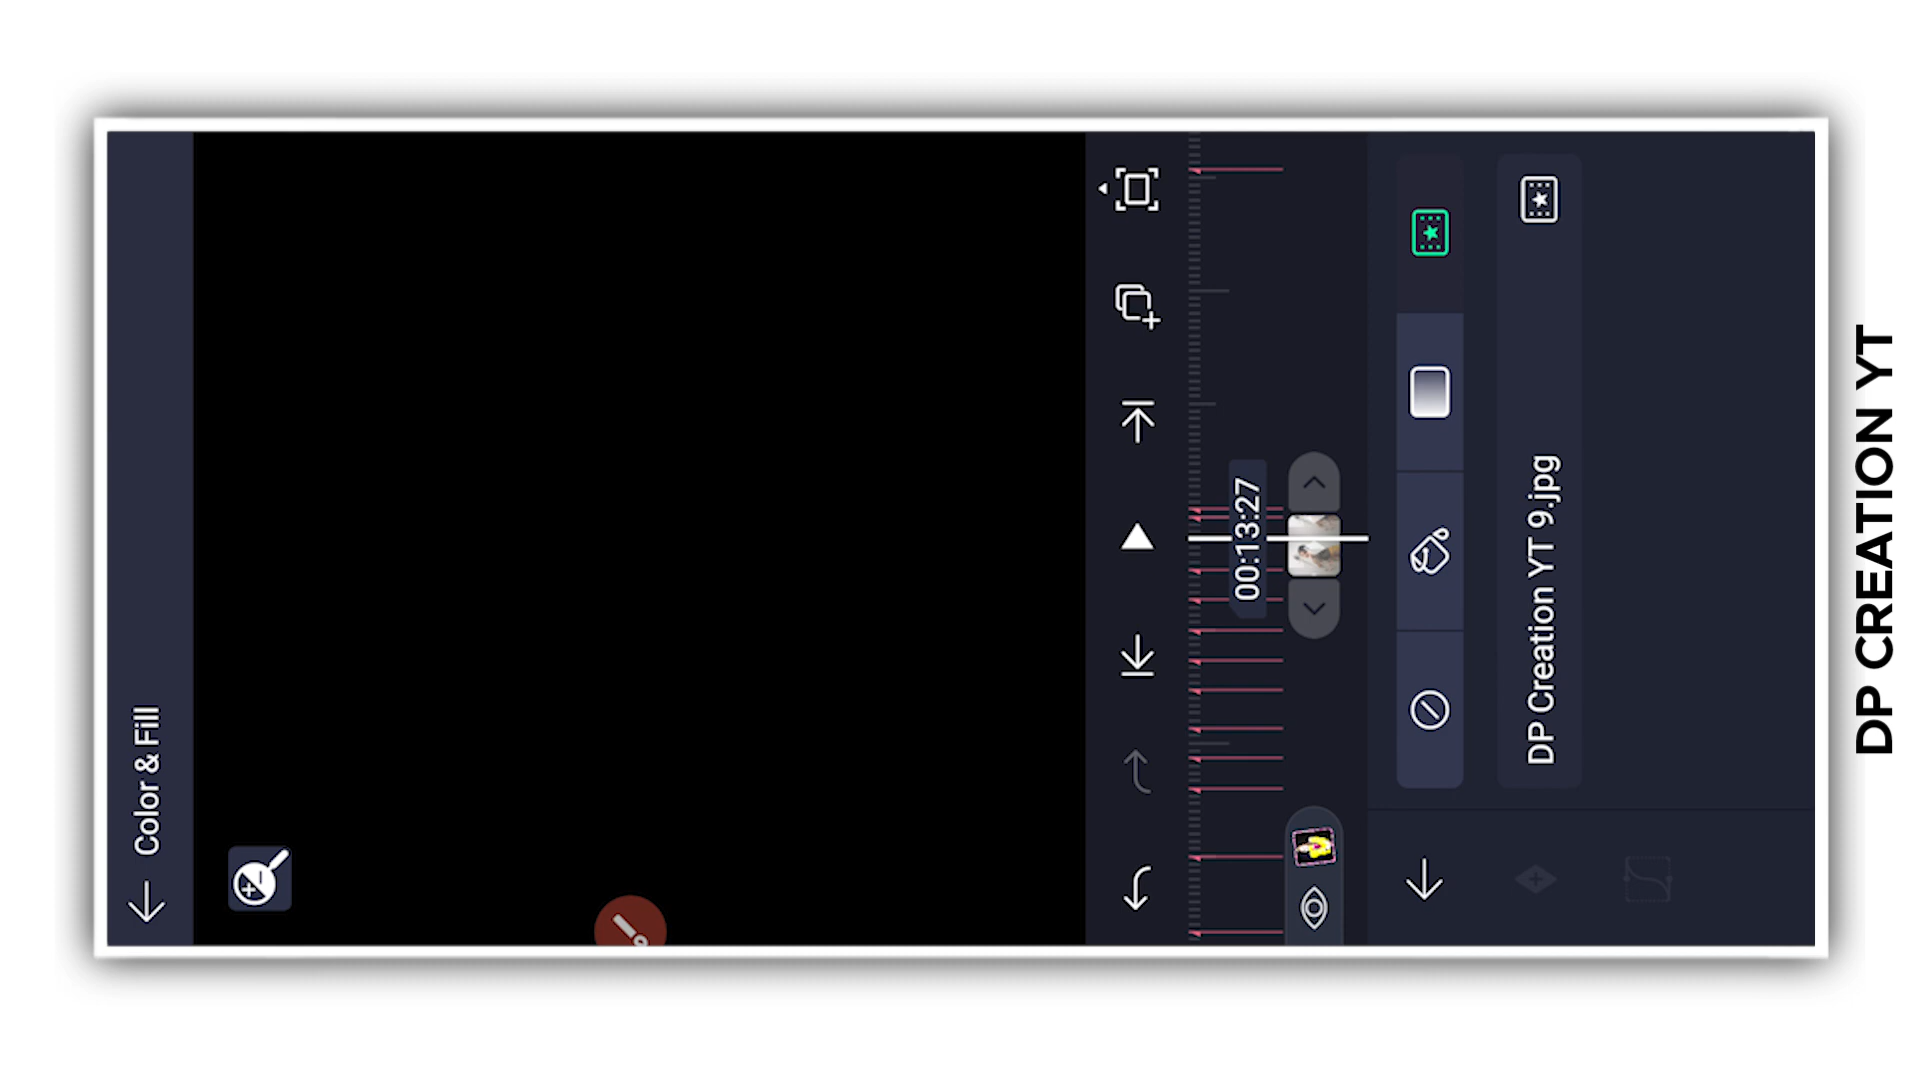 Color & Fill
00:13:27
DP Creation YT 9.jpg
DP CREATION YT